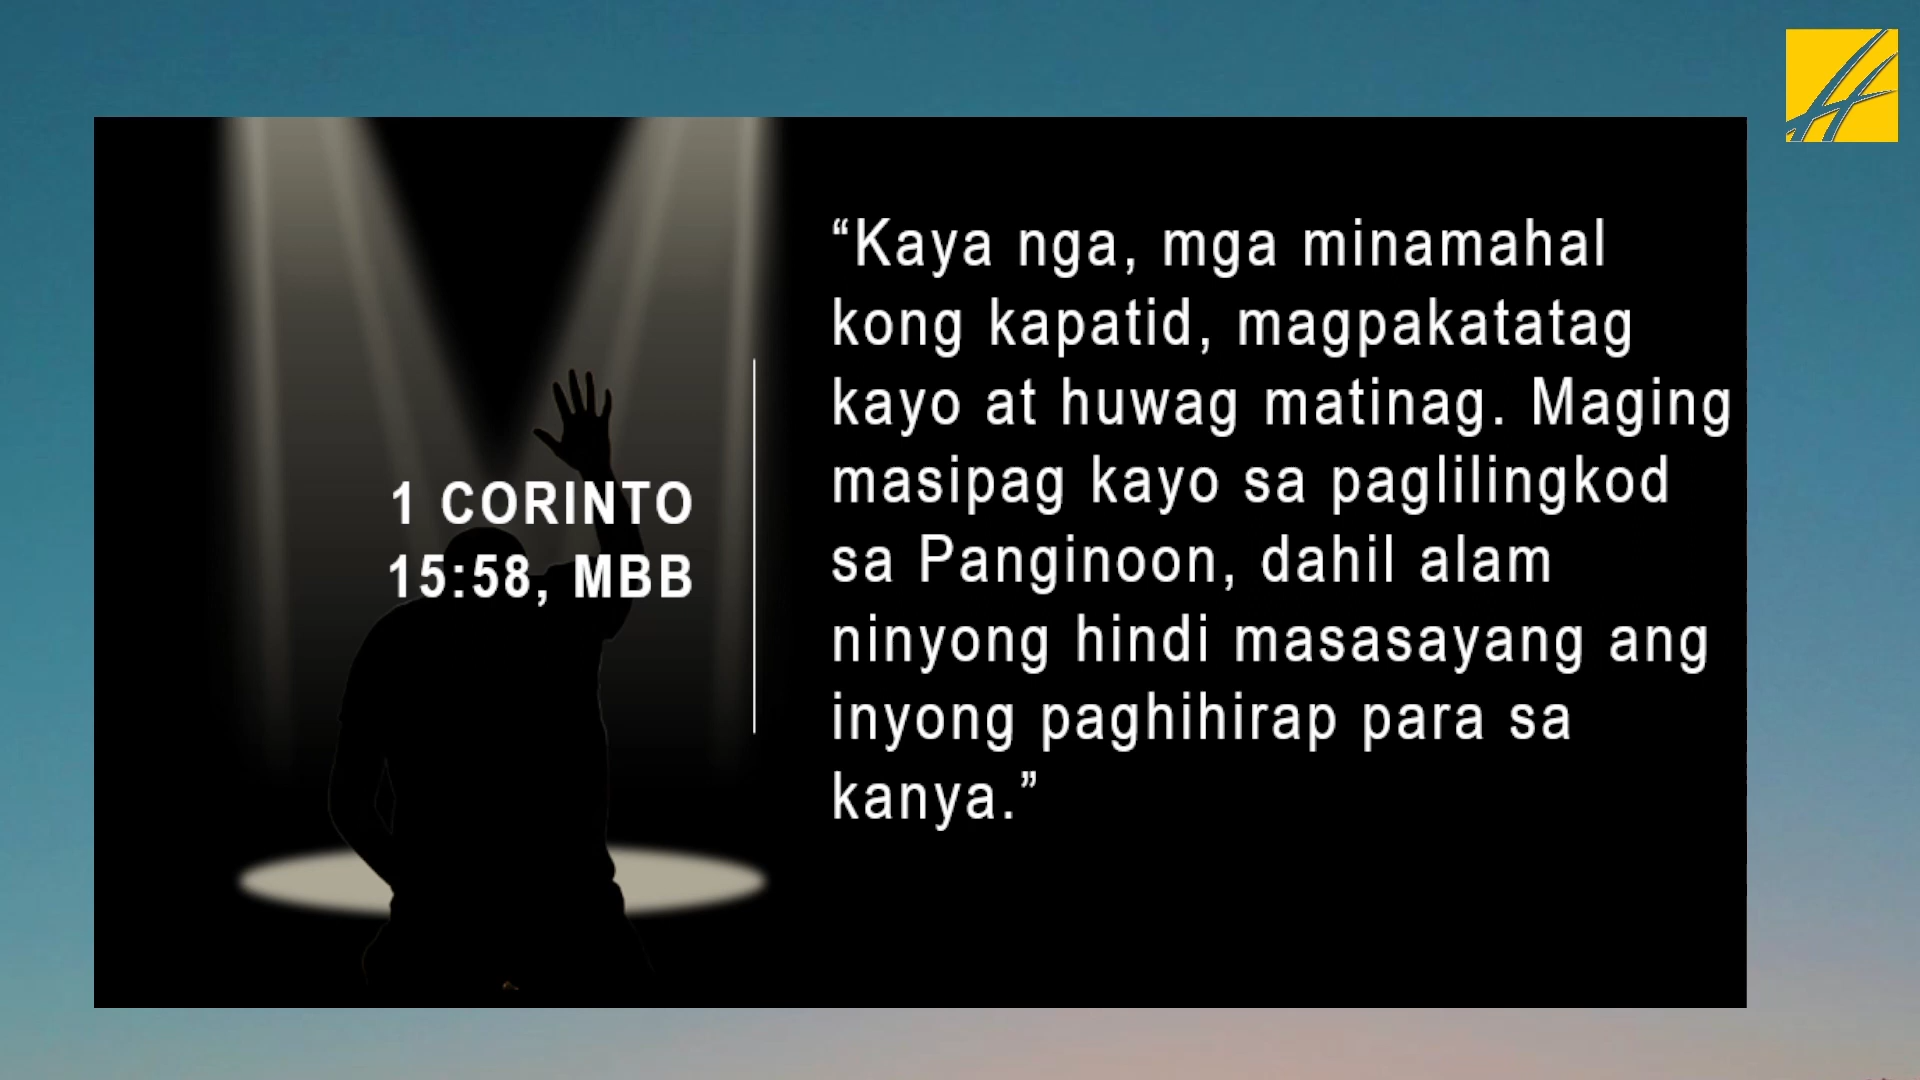 1 CORINTO
15:58, MBB
“Kaya nga, mga minamahal
kong kapatid, magpakatatag
kayo at huwag matinag. Maging
masipag kayo sa paglilingkod
sa Panginoon, dahil alam
ninyong hindi masasayang ang
inyong paghihirap para sa
kanya.”